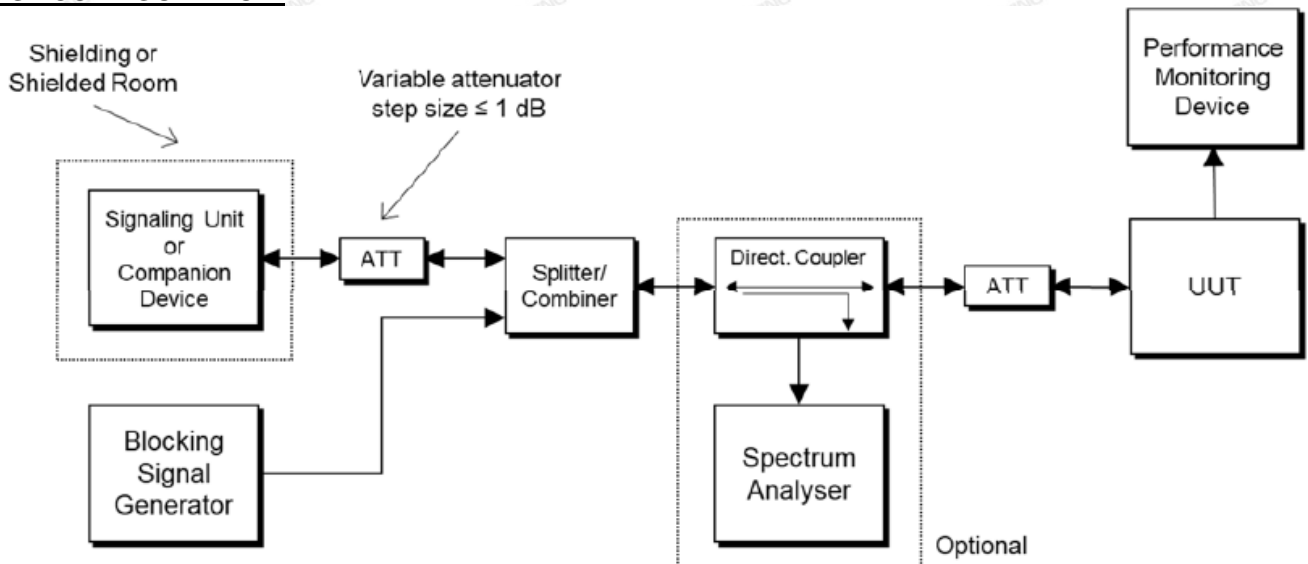 Shielding or
Shielded Room
Variable attenuator
step size ≤ 1 dB
Performance
Monitoring
Device
Signaling Unit
or
Companion
Device
ATT
Splitter/
Combiner
Direct. Coupler
ATT
UUT
Blocking
Signal
Generator
Spectrum
Analyser
Optional